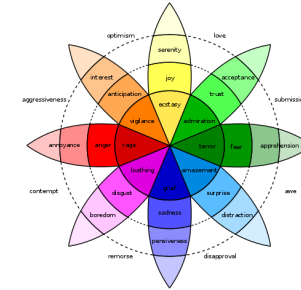 optimism
love
serenity
interest
acceptance
joy
anticipation
trust
aggressiveness
submissi
ecstasy
vigilance
admiration
annoyance
anger
rage
terror
fear
apprehension
loathing
amazement
grief
disgust
surprise
contempt
awe
boredom
sadness
distraction
pensiveness
remorse
disapproval